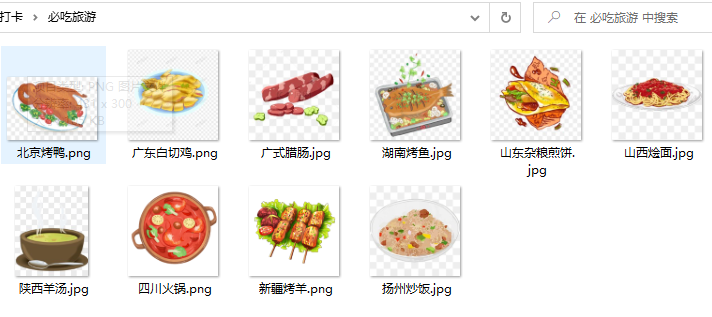 打卡 › 必吃旅游
在 必吃旅游 中搜索
北京烤鸭.png
广东白切鸡.png
广式腊肠.jpg
湖南烤鱼.jpg
山东杂粮煎饼.
jpg
山西烩面.jpg
陕西羊汤.jpg
四川火锅.png
新疆烤羊.png
扬州炒饭.jpg